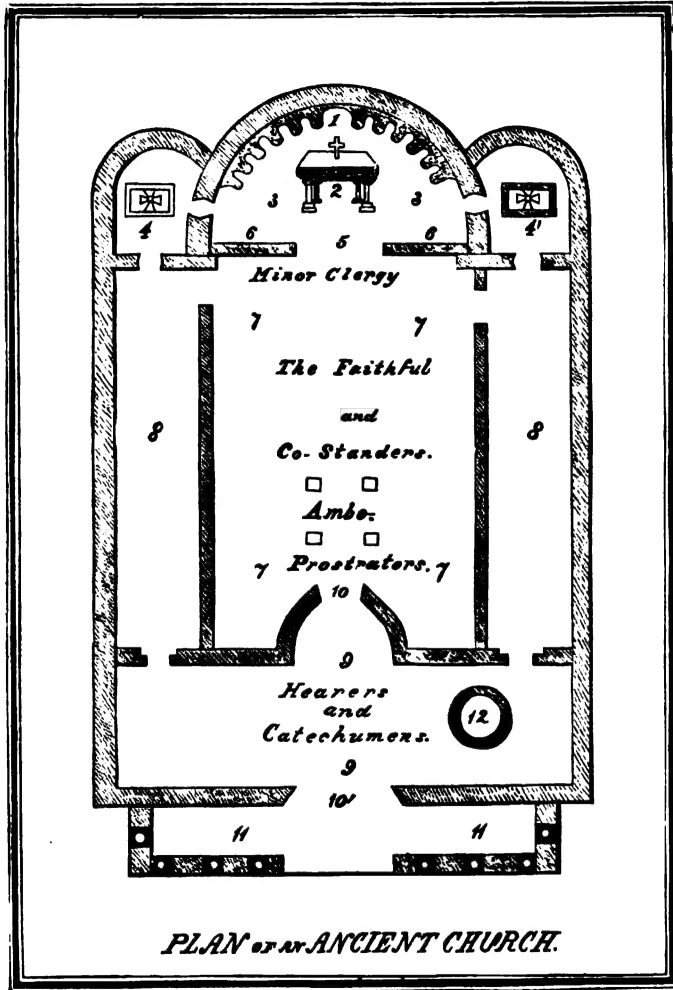 1
2
3 3
4 4'
6 5 6
Minor Clergy
7 7
The Faithful
and
8 8
Co-Standers.
Ambo.
7 Prostrators. 7
10
9
Hearers
and
12
Catechumens.
9
10'
11 11
PLAN OF AN ANCIENT CHURCH.